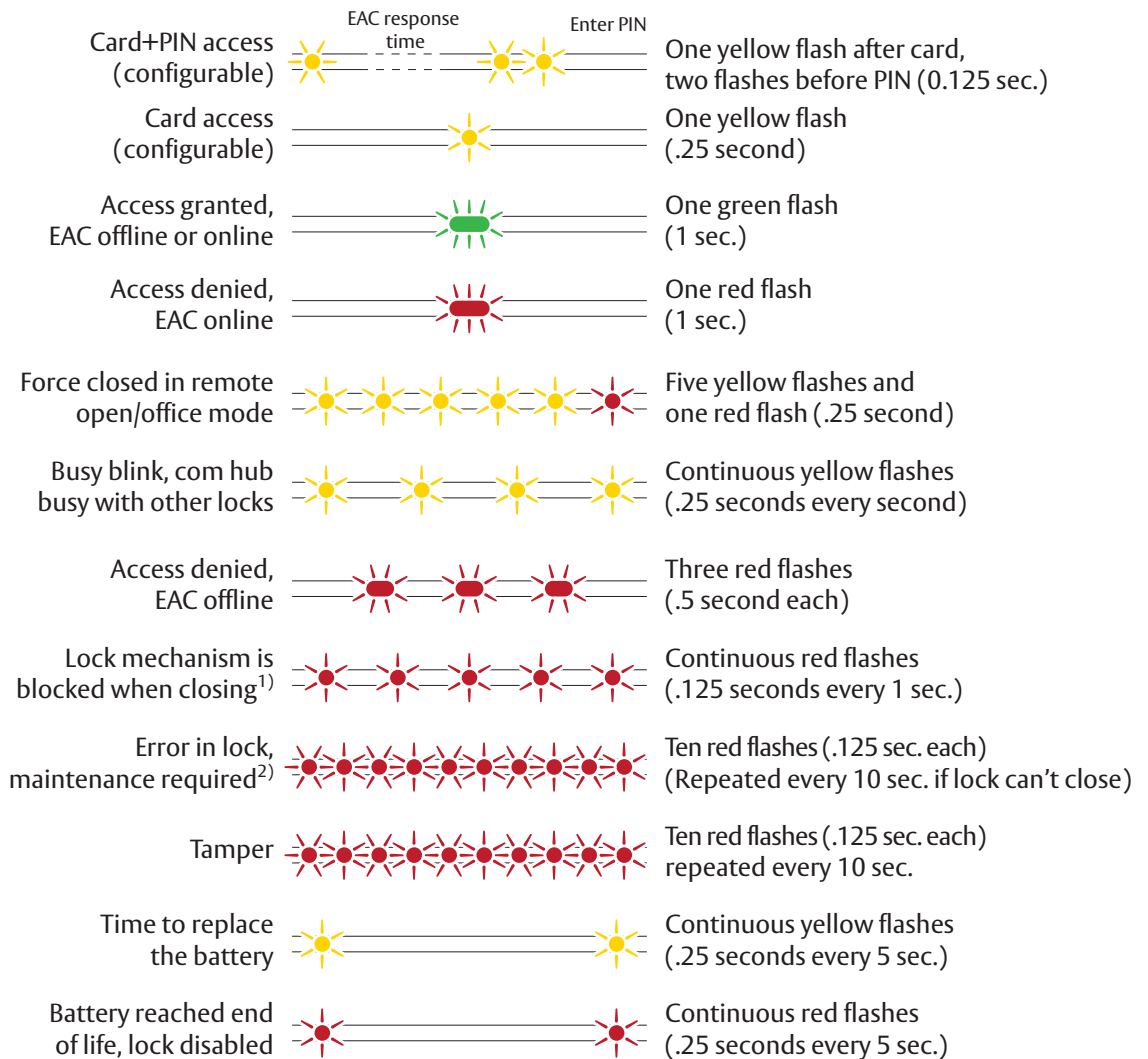 EAC response
time
Enter PIN
Card+PIN access
(configurable)
One yellow flash after card,
two flashes before PIN (0.125 sec.)
Card access
(configurable)
One yellow flash
(.25 second)
Access granted,
EAC offline or online
One green flash
(1 sec.)
Access denied,
EAC online
One red flash
(1 sec.)
Force closed in remote
open/office mode
Five yellow flashes and
one red flash (.25 second)
Busy blink, com hub
busy with other locks
Continuous yellow flashes
(.25 seconds every second)
Access denied,
EAC offline
Three red flashes
(.5 second each)
Lock mechanism is
blocked when closing1)
Continuous red flashes
(.125 seconds every 1 sec.)
Error in lock,
maintenance required2)
Ten red flashes (.125 sec. each)
(Repeated every 10 sec. if lock can't close)
Tamper
Ten red flashes (.125 sec. each)
repeated every 10 sec.
Time to replace
the battery
Continuous yellow flashes
(.25 seconds every 5 sec.)
Battery reached end
of life, lock disabled
Continuous red flashes
(.25 seconds every 5 sec.)